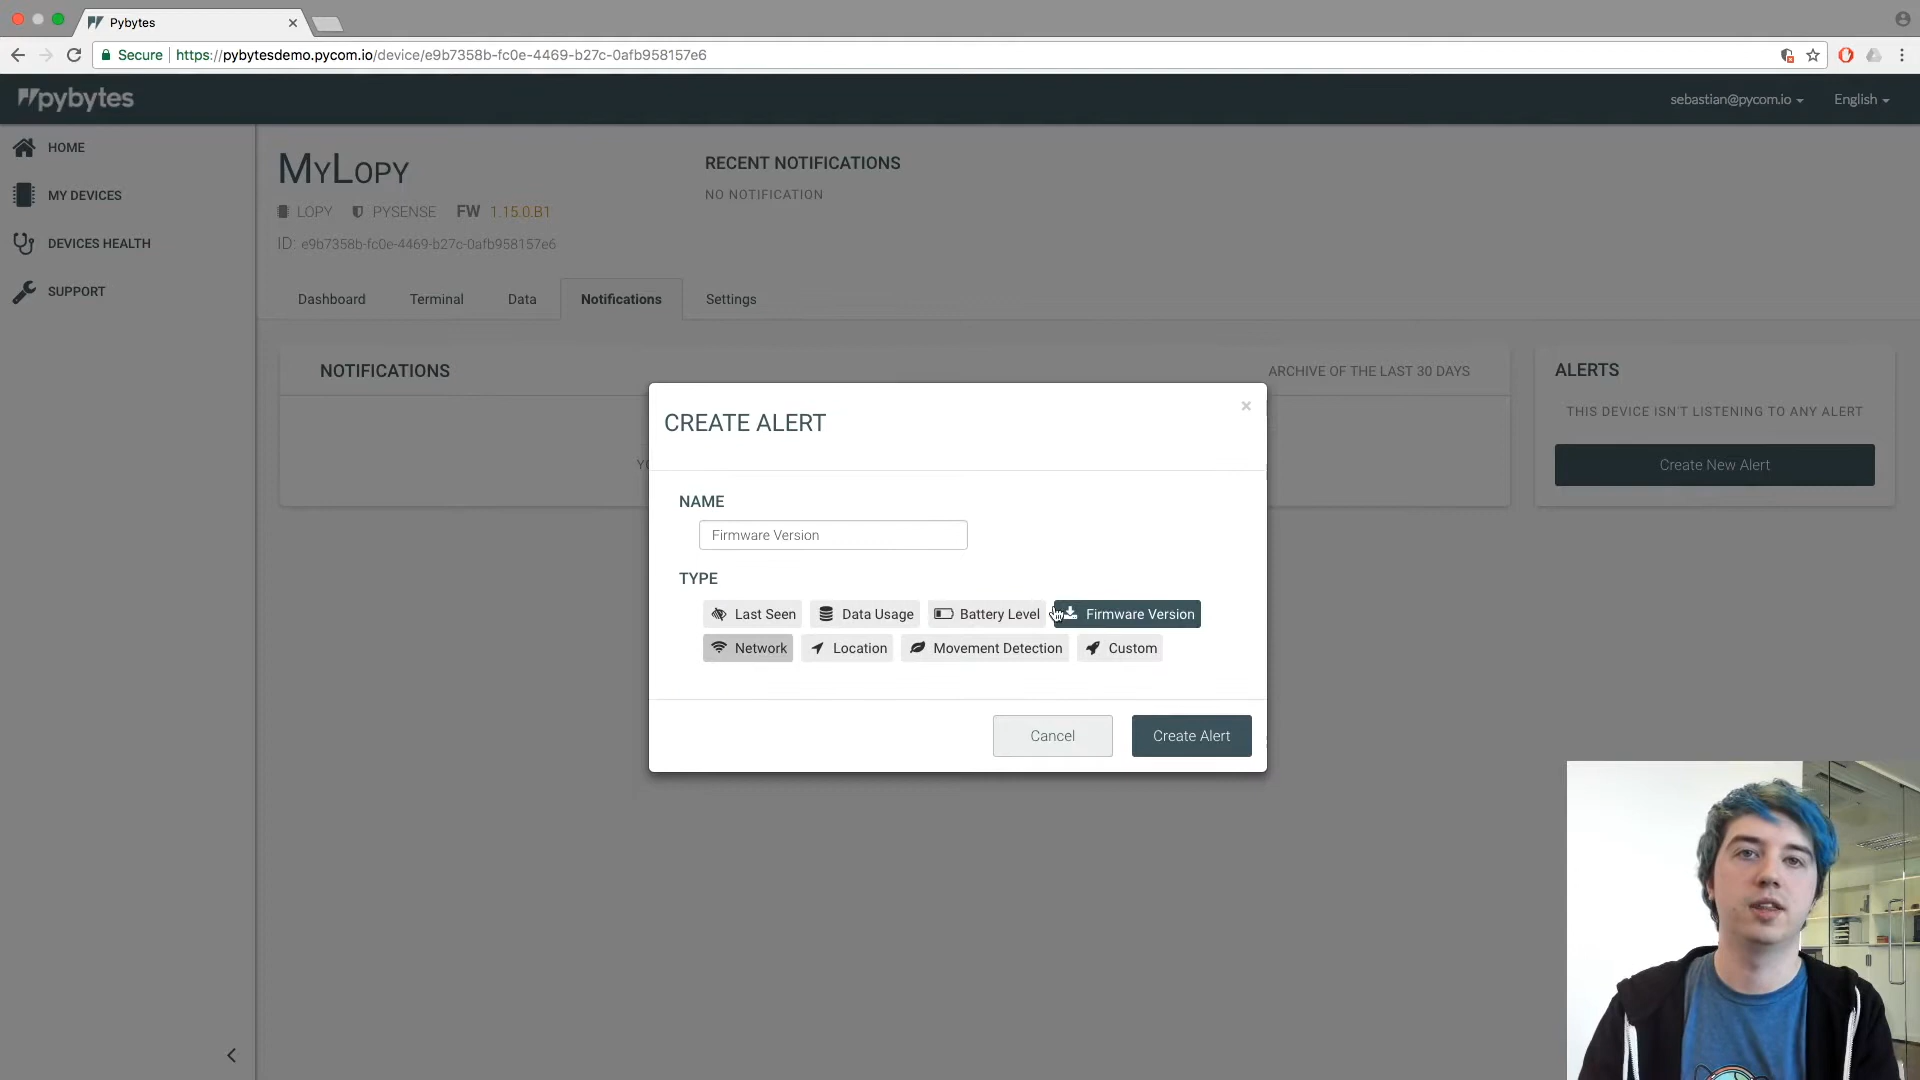 Pybytes
Secure https://pybytesdemo.pycom.io/device/e9b7358b-fc0e-4469-b27c-0afb958157e6
pybytes
sebastian@pycom.io English
HOME
MY DEVICES
DEVICES HEALTH
SUPPORT
MYLOPY
LOPY PYSENSE FW 1.15.0.B1
ID: e9b7358b-fc0e-4469-b27c-0afb958157e6
RECENT NOTIFICATIONS
NO NOTIFICATION
Dashboard Terminal Data Notifications Settings
NOTIFICATIONS
ARCHIVE OF THE LAST 30 DAYS
ALERTS
THIS DEVICE ISN'T LISTENING TO ANY ALERT
Create New Alert
CREATE ALERT
×
NAME
Firmware Version
TYPE
Last Seen Data Usage Battery Level Firmware Version
Network Location Movement Detection Custom
Cancel Create Alert